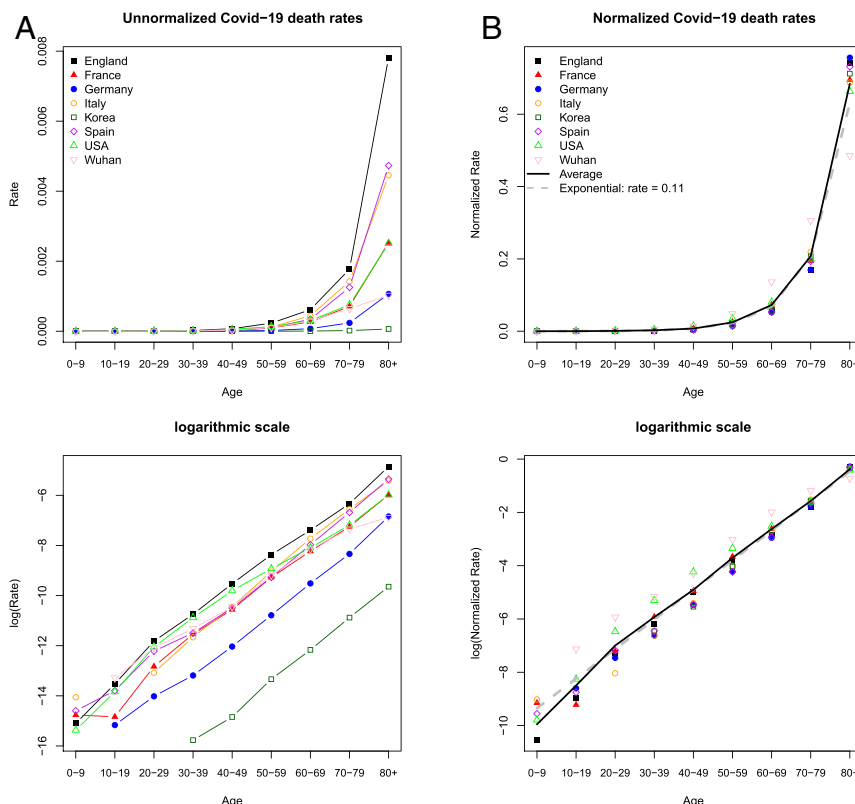 A
Unnormalized Covid−19 death rates
0.008
0.006
0.004
0.002
0.000
Rate
England
France
Germany
Italy
Korea
Spain
USA
Wuhan
0−9 10−19 20−29 30−39 40−49 50−59 60−69 70−79 80+
Age
B
Normalized Covid−19 death rates
0.6
0.4
0.2
0.0
Normalized Rate
England
France
Germany
Italy
Korea
Spain
USA
Wuhan
Average
Exponential: rate = 0.11
0−9 10−19 20−29 30−39 40−49 50−59 60−69 70−79 80+
Age
logarithmic scale
−6
−8
−10
−12
−14
−16
log(Rate)
0−9 10−19 20−29 30−39 40−49 50−59 60−69 70−79 80+
Age
logarithmic scale
0
−2
−4
−6
−8
−10
log(Normalized Rate)
0−9 10−19 20−29 30−39 40−49 50−59 60−69 70−79 80+
Age